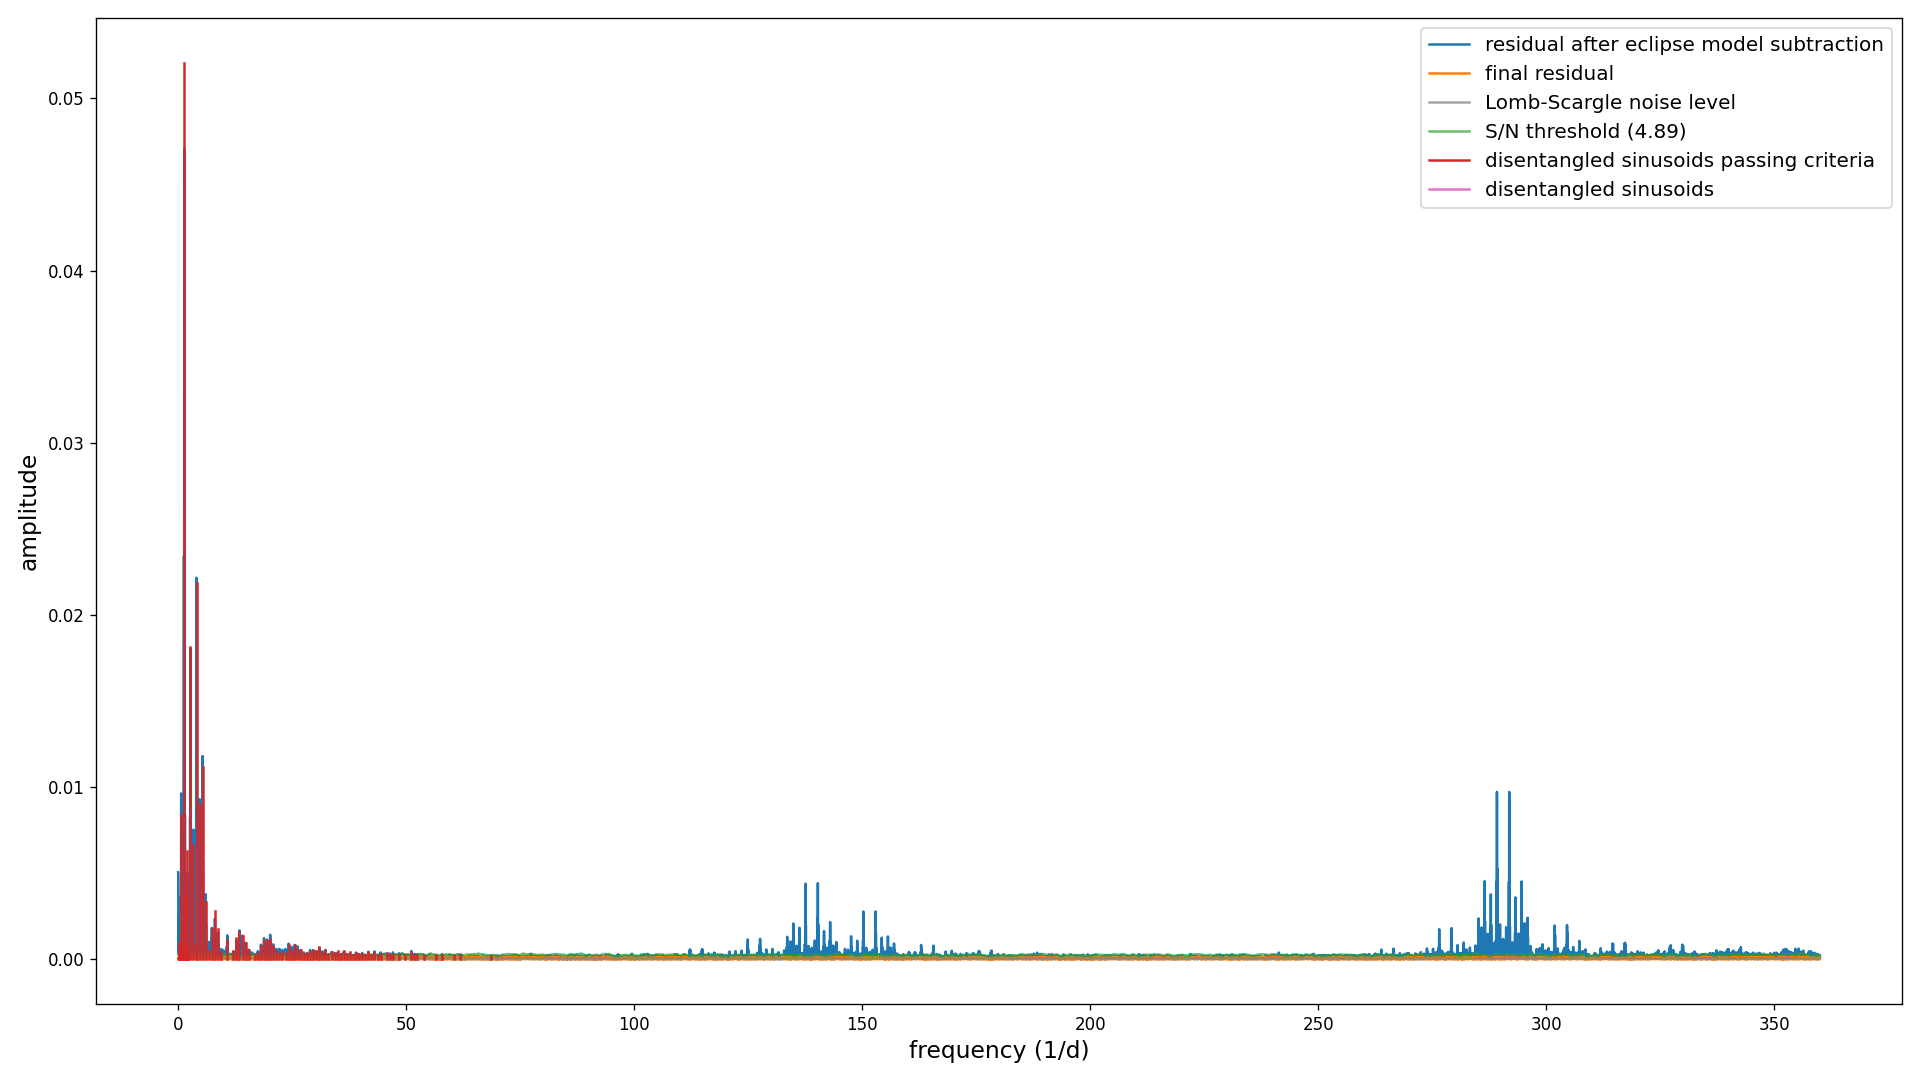 residual after eclipse model subtraction
final residual
Lomb-Scargle noise level
S/N threshold (4.89)
disentangled sinusoids passing criteria
disentangled sinusoids
amplitude
0.05
0.04
0.03
0.02
0.01
0.00
0 50 100 150 200 250 300 350
frequency (1/d)